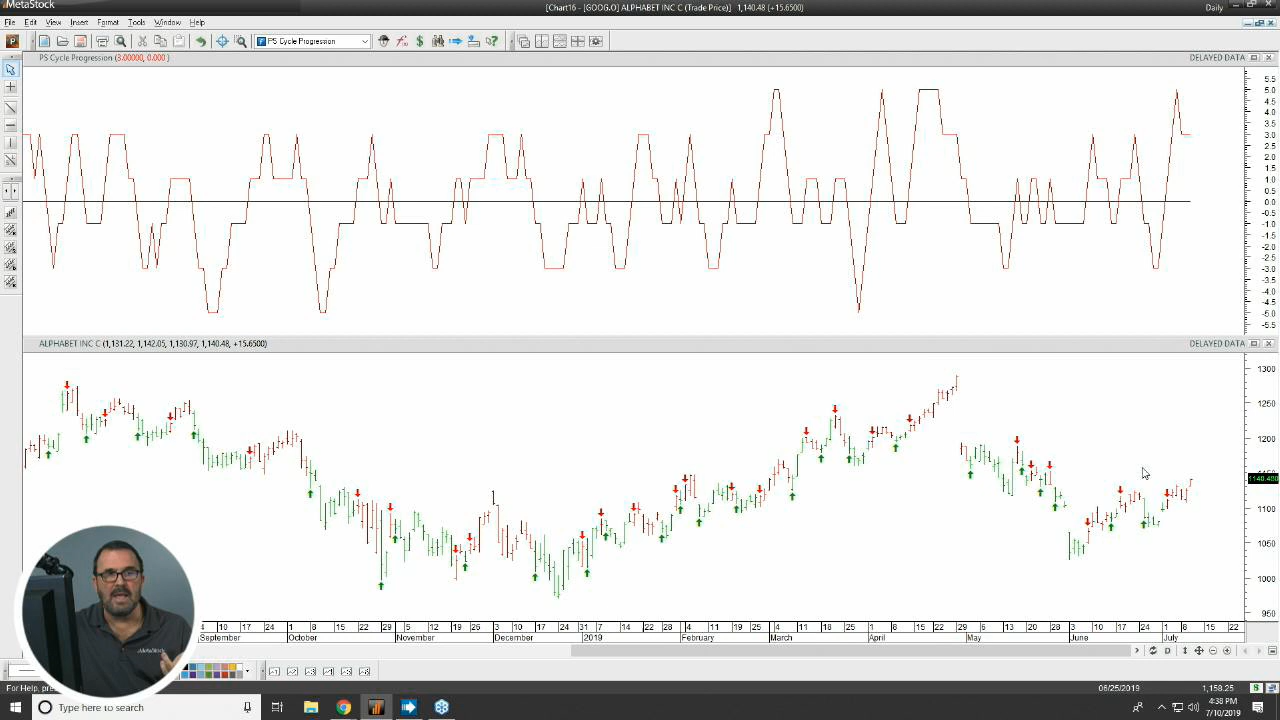 MetaStock
[Chart16 - [GOOG.O] ALPHABET INC C (Trade Price)] 1,140.48 (+15.6500)
Daily
File Edit View Insert Format Tools Window Help
PS Cycle Progression
PS Cycle Progression (3.00000, 0.000 )
DELAYED DATA
5.5
5.0
4.5
4.0
3.5
3.0
2.5
2.0
1.5
1.0
0.5
0.0
-0.5
-1.0
-1.5
-2.0
-2.5
-3.0
-3.5
-4.0
-4.5
-5.0
-5.5
ALPHABET INC C (1,131.22, 1,142.05, 1,130.97, 1,140.48, +15.6500)
DELAYED DATA
1300
1250
1200
1140.480
1100
1050
1000
950
4 10 17 24 1 8 15 22 29 5 12 19 26 3 10 17 24 31 7 14 22 28 4 11 19 25 4 11 18 25 1 8 15 22 29 6 13 20 28 3 10 17 24 1 8 15 22
September October November December 2019 February March April May June July
MetaStock
For Help, pre
06/25/2019
1,158.25
Type here to search
4:38 PM
7/10/2019